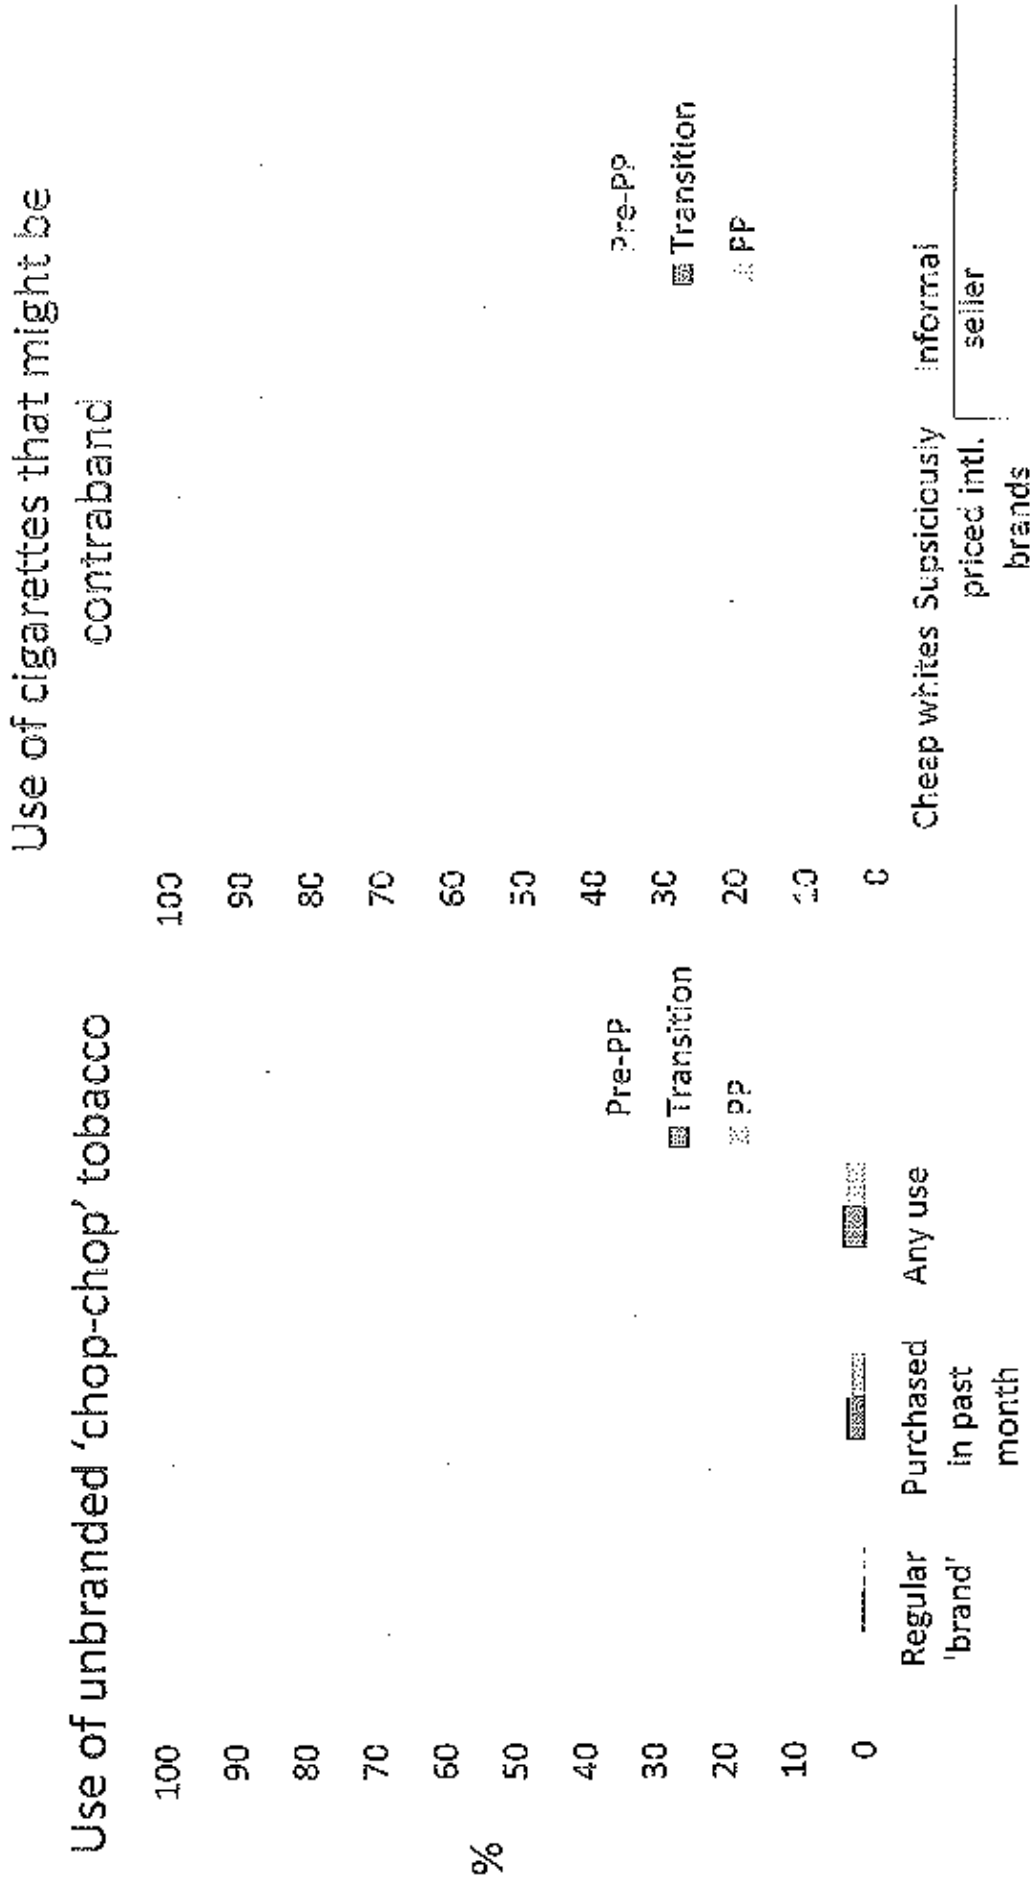 Use of unbranded ‘chop-chop’ tobacco
%
100
90
80
70
60
50
40
30
20
10
0
Regular
'brand'
Purchased
in past
month
Any use
Pre-PP
Transition
PP
Use of cigarettes that might be
contraband
100
90
80
70
60
50
40
30
20
10
0
Cheap whites
Supsiciously
priced intl.
brands
Informal
seller
Pre-PP
Transition
PP